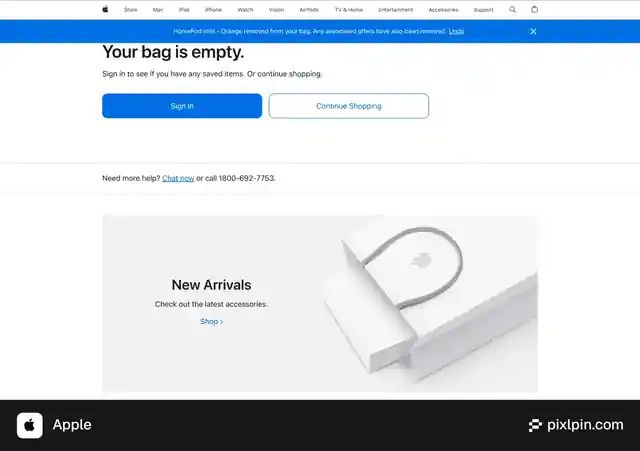 Store Mac iPad iPhone Watch Vision AirPods TV & Home Entertainment Accessories Support
HomePod mini - Orange removed from your bag. Any associated offers have also been removed. Undo
Your bag is empty.
Sign in to see if you have any saved items. Or continue shopping.
Sign in Continue Shopping
Need more help? Chat now or call 1800-692-7753.
New Arrivals
Check out the latest accessories.
Shop >
Apple pixlpin.com